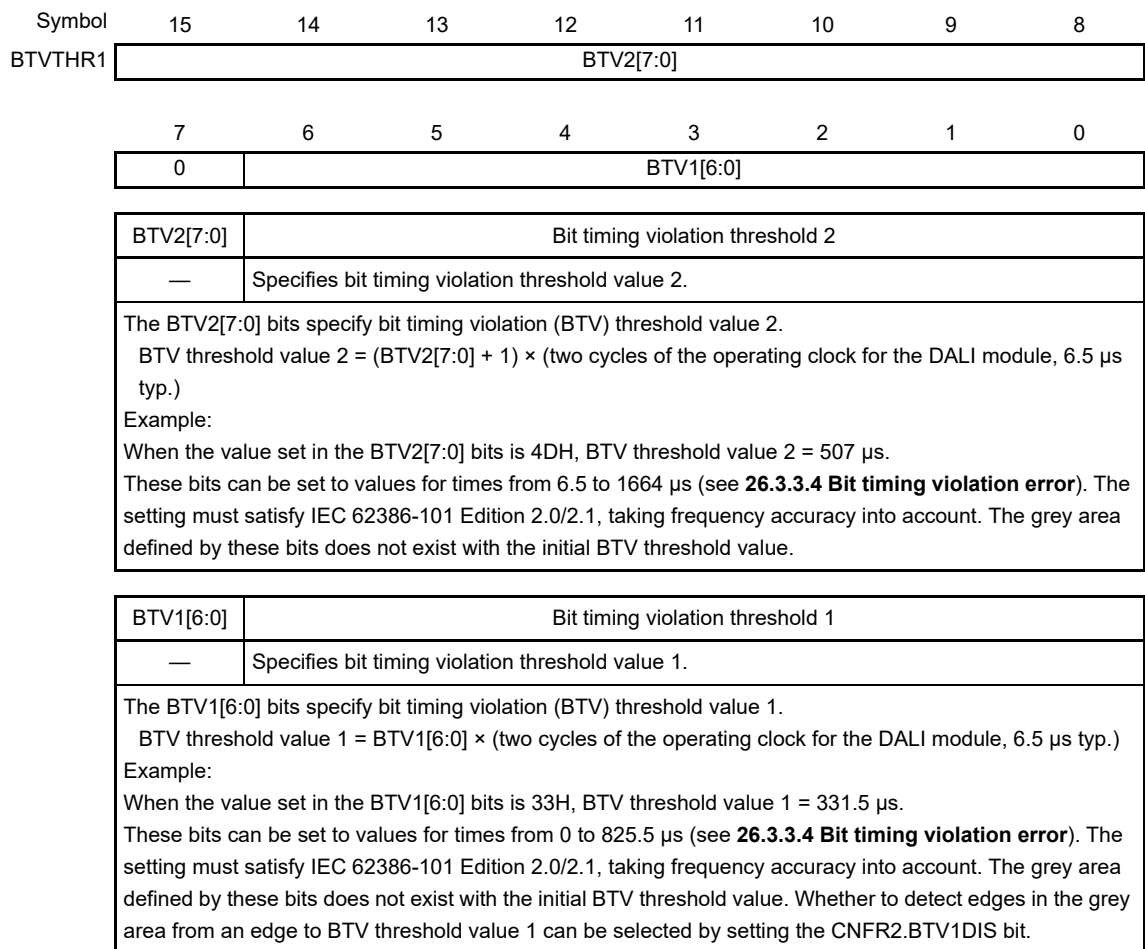 Symbol 15 14 13 12 11 10 9 8
BTVTHR1 BTV2[7:0]
7 6 5 4 3 2 1 0
0 BTV1[6:0]
BTV2[7:0] Bit timing violation threshold 2
— Specifies bit timing violation threshold value 2.
The BTV2[7:0] bits specify bit timing violation (BTV) threshold value 2.
BTV threshold value 2 = (BTV2[7:0] + 1) × (two cycles of the operating clock for the DALI module, 6.5 µs
typ.)
Example:
When the value set in the BTV2[7:0] bits is 4DH, BTV threshold value 2 = 507 µs.
These bits can be set to values for times from 6.5 to 1664 µs (see 26.3.3.4 Bit timing violation error). The
setting must satisfy IEC 62386-101 Edition 2.0/2.1, taking frequency accuracy into account. The grey area
defined by these bits does not exist with the initial BTV threshold value.
BTV1[6:0] Bit timing violation threshold 1
— Specifies bit timing violation threshold value 1.
The BTV1[6:0] bits specify bit timing violation (BTV) threshold value 1.
BTV threshold value 1 = BTV1[6:0] × (two cycles of the operating clock for the DALI module, 6.5 µs typ.)
Example:
When the value set in the BTV1[6:0] bits is 33H, BTV threshold value 1 = 331.5 µs.
These bits can be set to values for times from 0 to 825.5 µs (see 26.3.3.4 Bit timing violation error). The
setting must satisfy IEC 62386-101 Edition 2.0/2.1, taking frequency accuracy into account. The grey area
defined by these bits does not exist with the initial BTV threshold value. Whether to detect edges in the grey
area from an edge to BTV threshold value 1 can be selected by setting the CNFR2.BTV1DIS bit.